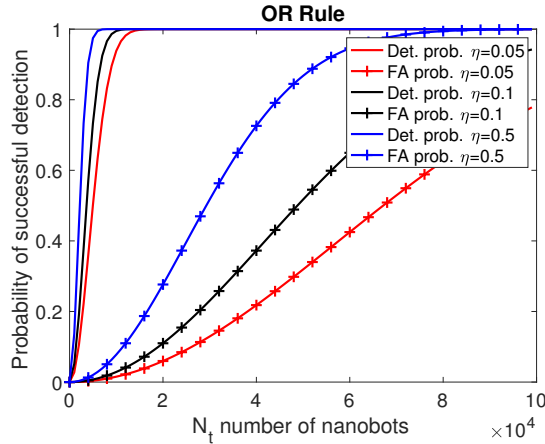 OR Rule
Probability of successful detection
1
0.8
0.6
0.4
0.2
0
Det. prob. η=0.05
FA prob. η=0.05
Det. prob. η=0.1
FA prob. η=0.1
Det. prob. η=0.5
FA prob. η=0.5
0 2 4 6 8 10
N_t number of nanobots ×10^4